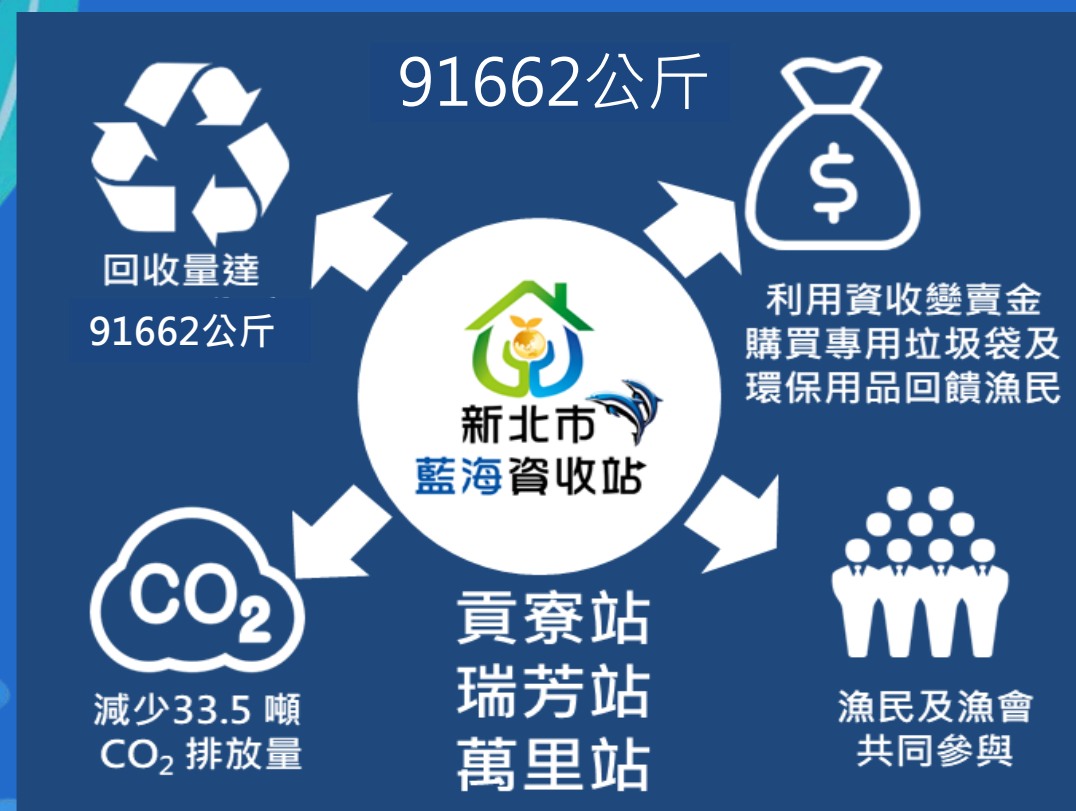 91662公斤
回收量達
91662公斤
$
利用資收變賣金
購買專用垃圾袋及
環保用品回饋漁民
新北市
藍海資收站
CO₂
減少33.5 噸
CO₂ 排放量
貢寮站
瑞芳站
萬里站
漁民及漁會
共同參與